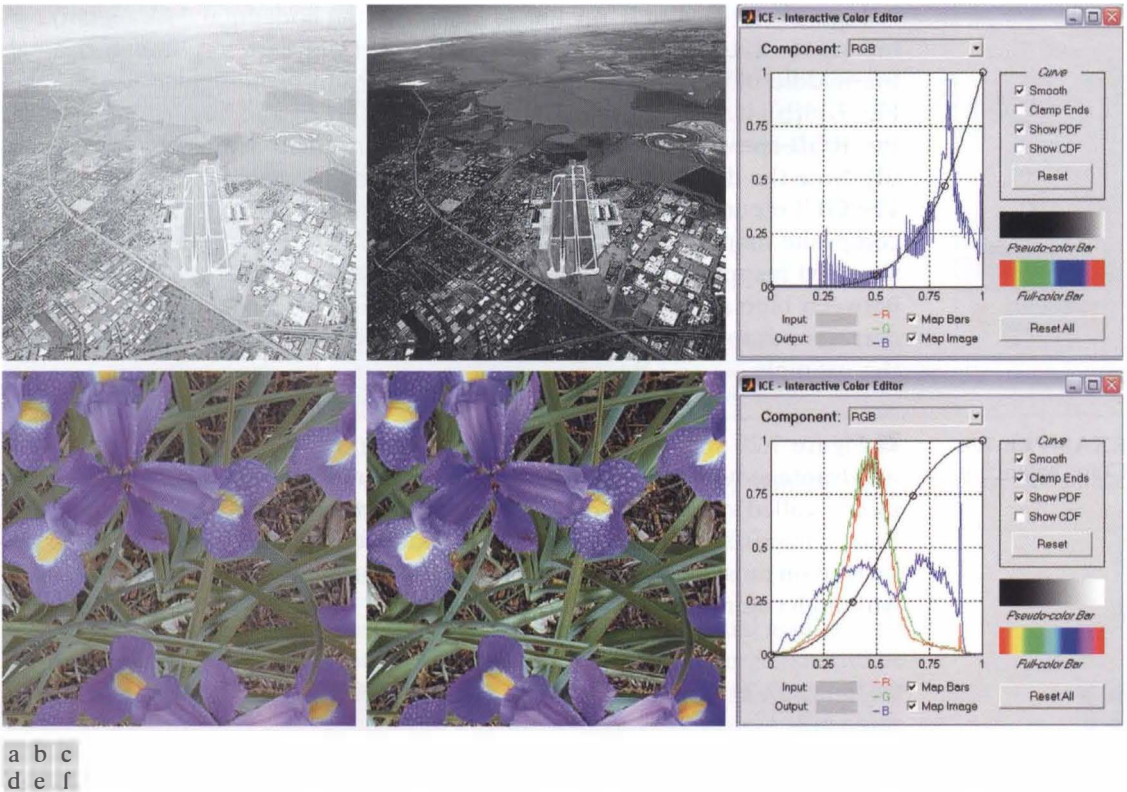 ICE - Interactive Color Editor
Component: RGB
Curve
Smooth
Clamp Ends
Show PDF
Show CDF
Reset
Pseudo-color Bar
Full-color Bar
Reset All
1
0.75
0.5
0.25
0
0 0.25 0.5 0.75 1
Input:
Output:
R
G
B
Map Bars
Map Image
ICE - Interactive Color Editor
Component: RGB
Curve
Smooth
Clamp Ends
Show PDF
Show CDF
Reset
Pseudo-color Bar
Full-color Bar
Reset All
1
0.75
0.5
0.25
0
0 0.25 0.5 0.75 1
Input:
Output:
R
G
B
Map Bars
Map Image
a b c
d e f